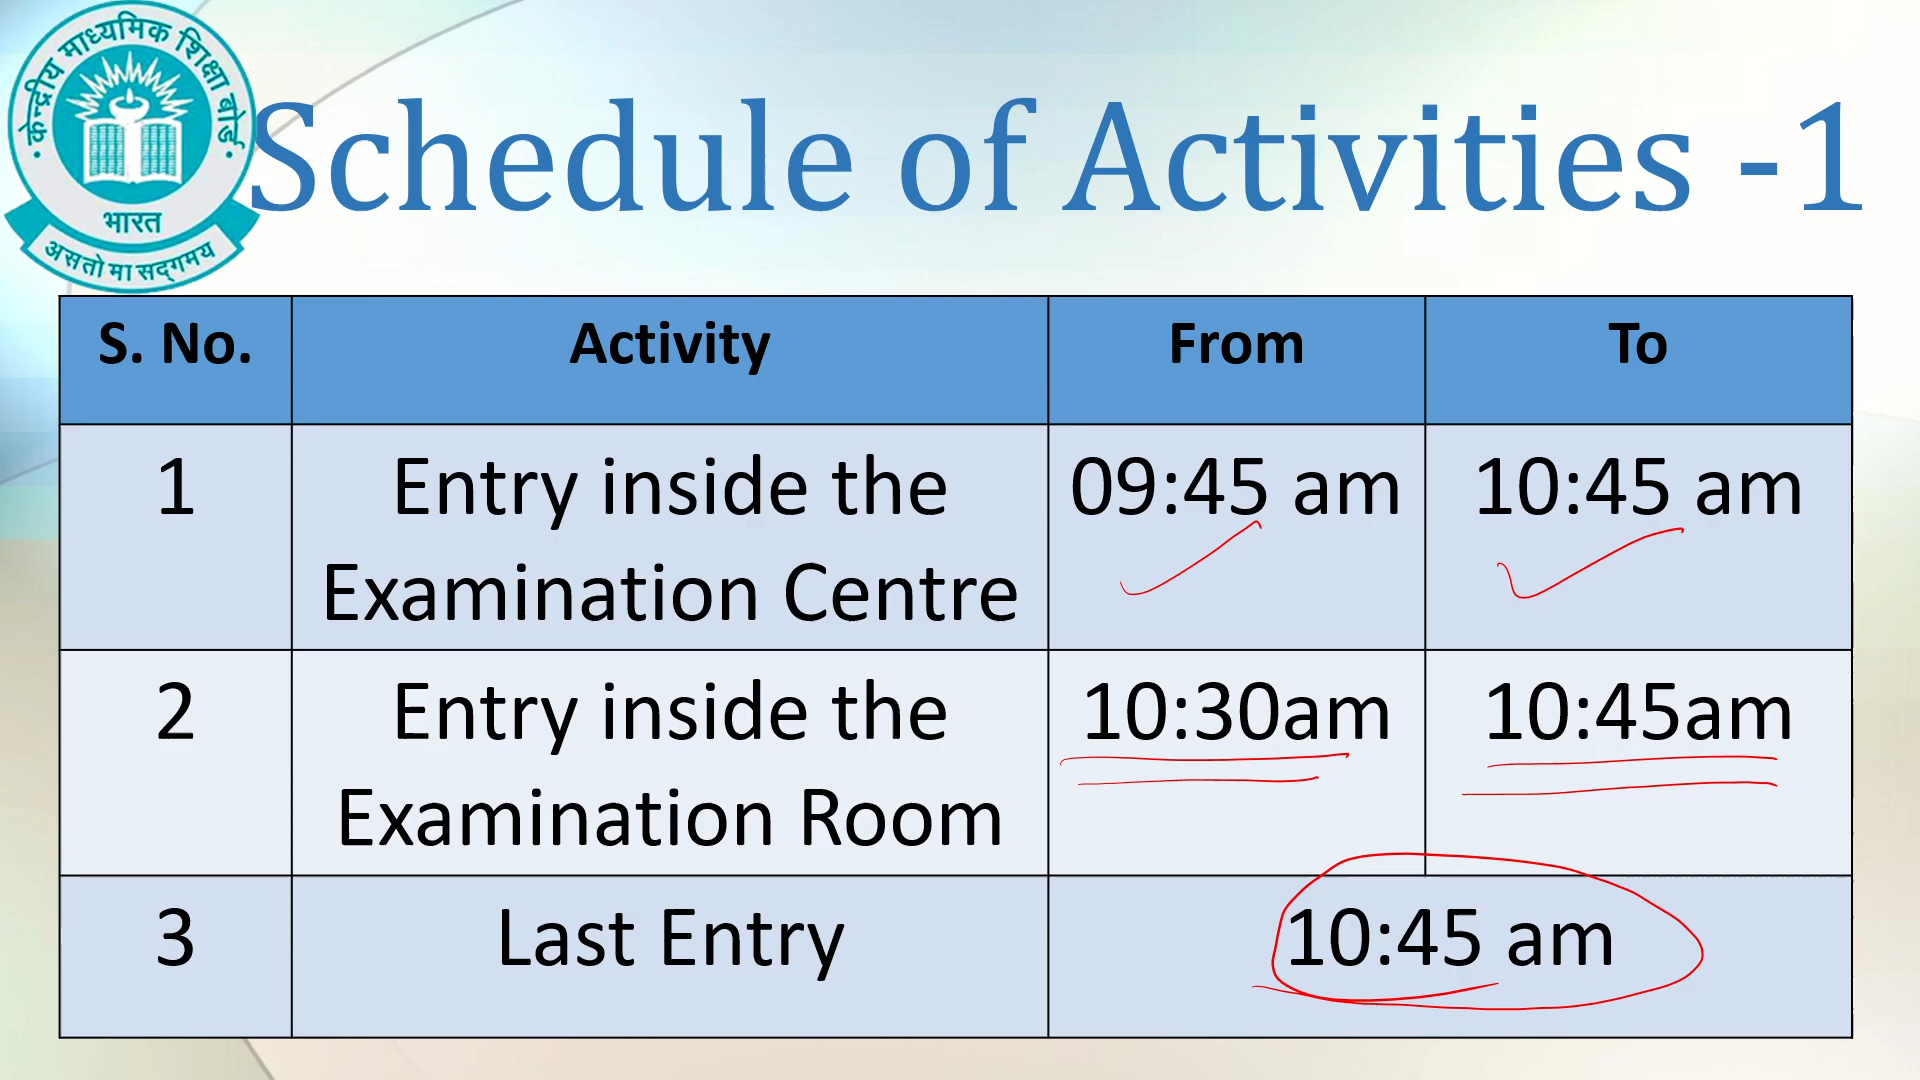 केन्द्रीय माध्यमिक शिक्षा बोर्ड
भारत
असतो मा सद्गमय
Schedule of Activities -1
S. No. Activity From To
1 Entry inside the 09:45 am 10:45 am
Examination Centre
2 Entry inside the 10:30am 10:45am
Examination Room
3 Last Entry 10:45 am